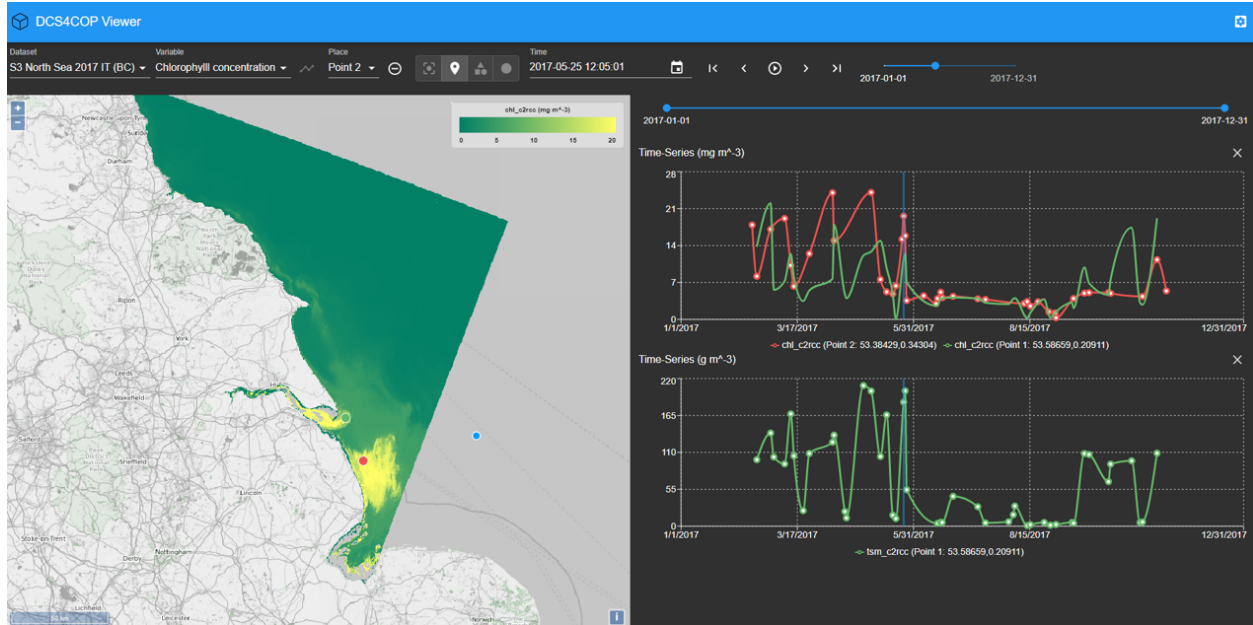 DCS4COP Viewer
Dataset
Variable
Place
Time
S3 North Sea 2017 IT (BC)
Chlorophylll concentration
Point 2
2017-05-25 12:05:01
2017-01-01
2017-12-31
2017-01-01
2017-12-31
+
−
chl_c2rcc (mg m^-3)
0 5 10 15 20
Newcastle upon Tyne
Durham
Ripon
York
Leeds
Wakefield
Sheffield
Lincoln
Stoke-on-Trent
Derby
Nottingham
Lichfield
Leicester
Norwich
50 km
i
Time-Series (mg m^-3)
28
21
14
7
0
1/1/2017 3/17/2017 5/31/2017 8/15/2017 12/31/2017
chl_c2rcc (Point 2: 53.38429,0.34304) chl_c2rcc (Point 1: 53.58659,0.20911)
Time-Series (g m^-3)
220
165
110
55
0
1/1/2017 3/17/2017 5/31/2017 8/15/2017 12/31/2017
tsm_c2rcc (Point 1: 53.58659,0.20911)